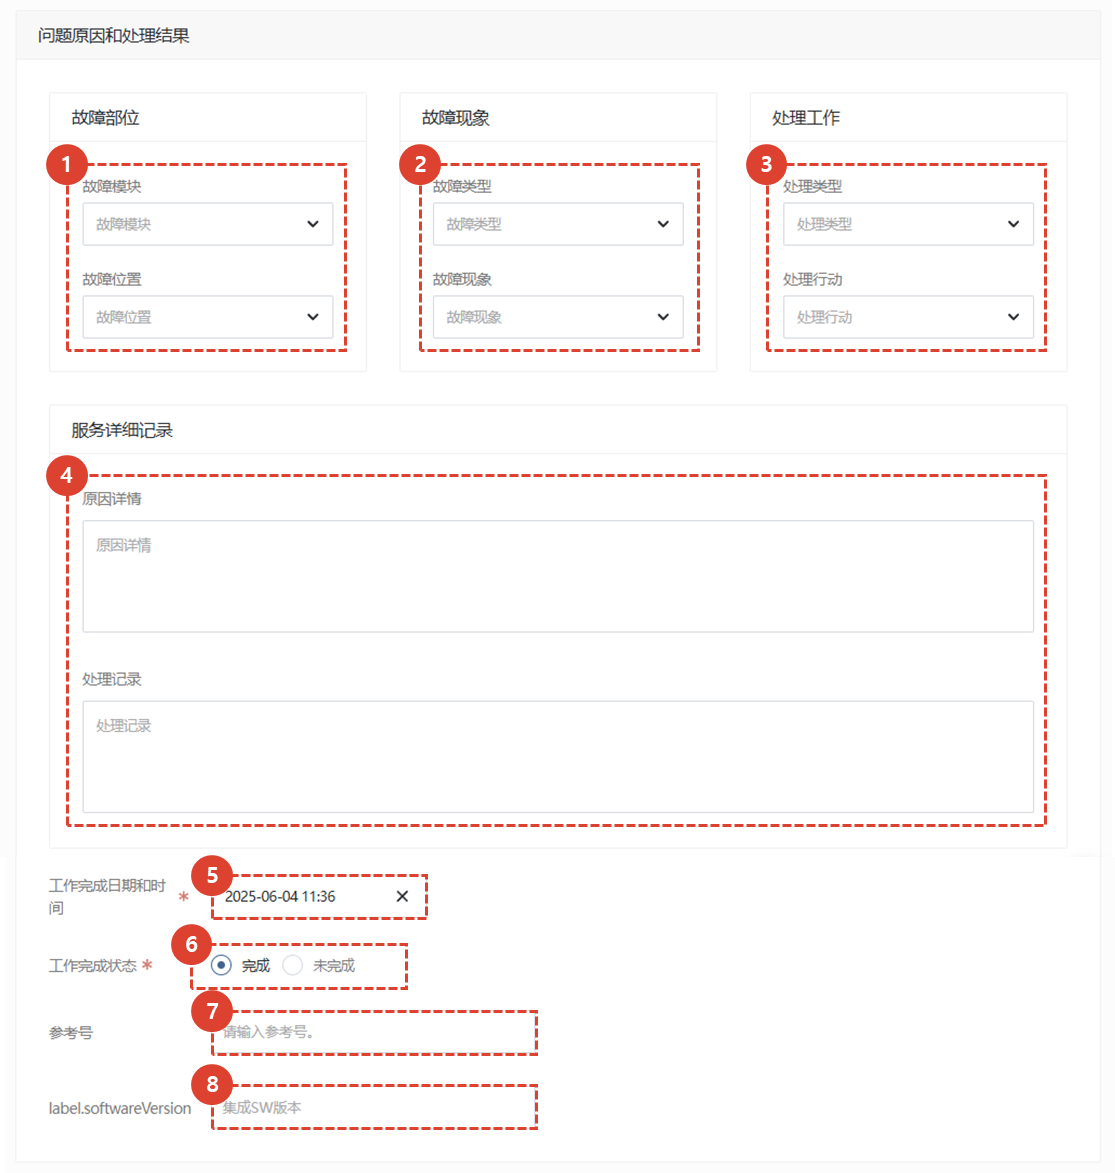 问题原因和处理结果
故障部位
故障现象
处理工作
1
2
3
故障模块
故障类型
处理类型
故障模块
故障类型
处理类型
故障位置
故障现象
处理行动
故障位置
故障现象
处理行动
服务详细记录
4
原因详情
原因详情
处理记录
处理记录
5
工作完成日期和时
间
*
2025-06-04 11:36
6
工作完成状态 *
完成
未完成
7
参考号
请输入参考号。
8
label.softwareVersion
集成SW版本